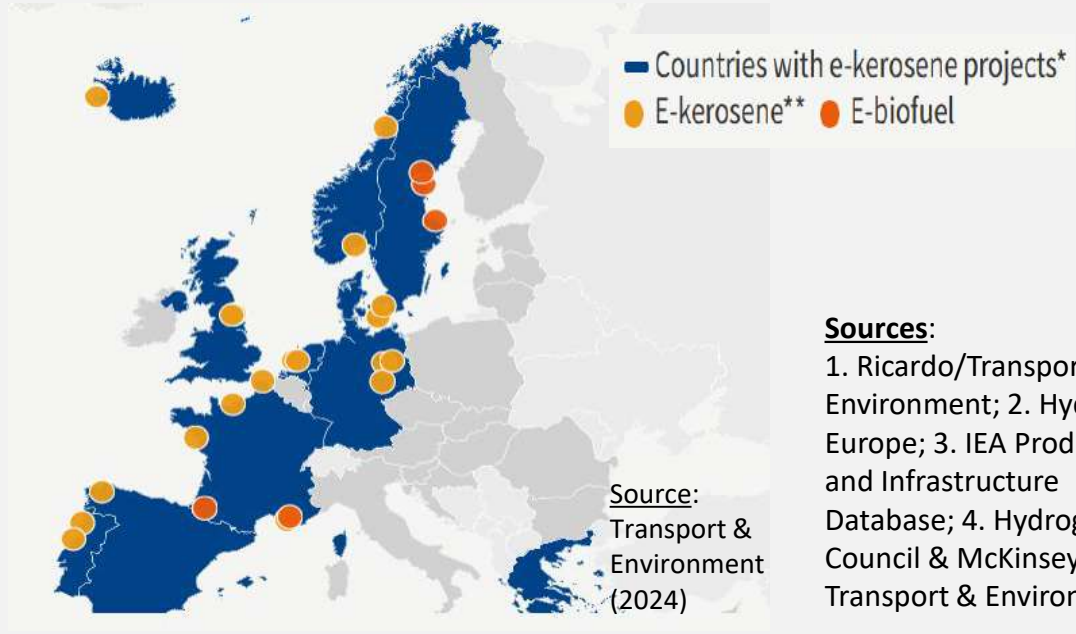 Countries with e-kerosene projects*
E-kerosene** E-biofuel
Sources:
1. Ricardo/Transpor
Environment; 2. Hy
Europe; 3. IEA Prod
and Infrastructure
Database; 4. Hydrog
Council & McKinsey
Transport & Environ
Source:
Transport &
Environment
(2024)